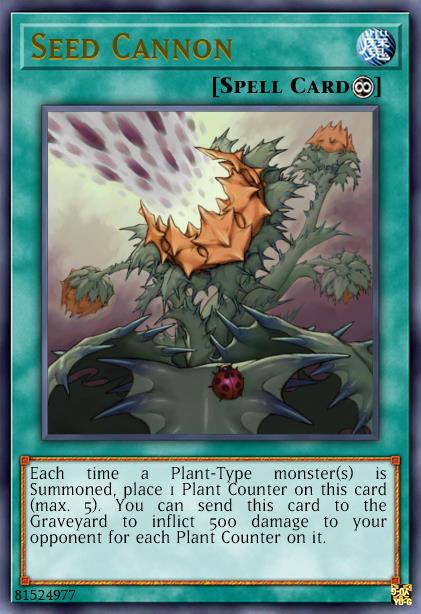 Seed Cannon
魔
[Spell Card]
Each time a Plant-Type monster(s) is
Summoned, place 1 Plant Counter on this card
(max. 5). You can send this card to the
Graveyard to inflict 500 damage to your
opponent for each Plant Counter on it.
81524977